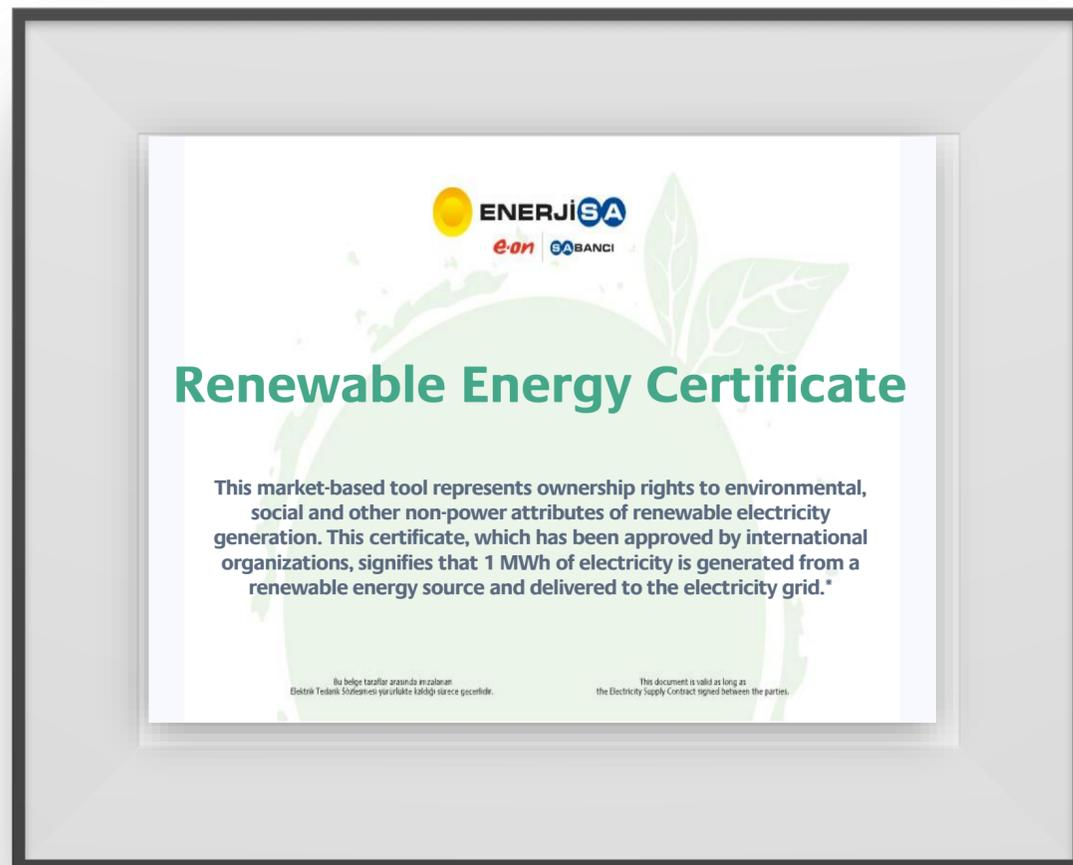 ENERJİSA
e·on SABANCI
Renewable Energy Certificate
This market-based tool represents ownership rights to environmental,
social and other non-power attributes of renewable electricity
generation. This certificate, which has been approved by international
organizations, signifies that 1 MWh of electricity is generated from a
renewable energy source and delivered to the electricity grid.*
Bu belge taraflar arasında imzalanan
Elektrik Tedarik Sözleşmesi yürürlükte kaldığı sürece geçerlidir.
This document is valid as long as
the Electricity Supply Contract signed between the parties.